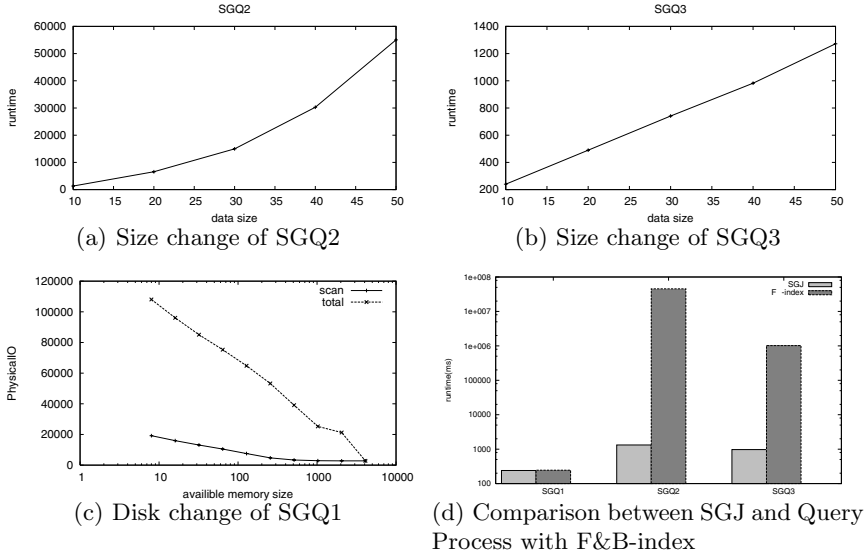 SGQ2
60000
50000
40000
30000
20000
10000
0
runtime
10 15 20 25 30 35 40 45 50
data size
(a) Size change of SGQ2
SGQ3
1400
1200
1000
800
600
400
200
runtime
10 15 20 25 30 35 40 45 50
data size
(b) Size change of SGQ3
120000
100000
80000
60000
40000
20000
0
PhysicalIO
scan
total
1 10 100 1000 10000
availible memory size
(c) Disk change of SGQ1
1e+008
1e+007
1e+006
100000
10000
1000
100
runtime(ms)
SGJ
F -index
SGQ1 SGQ2 SGQ3
(d) Comparison between SGJ and Query
Process with F&B-index